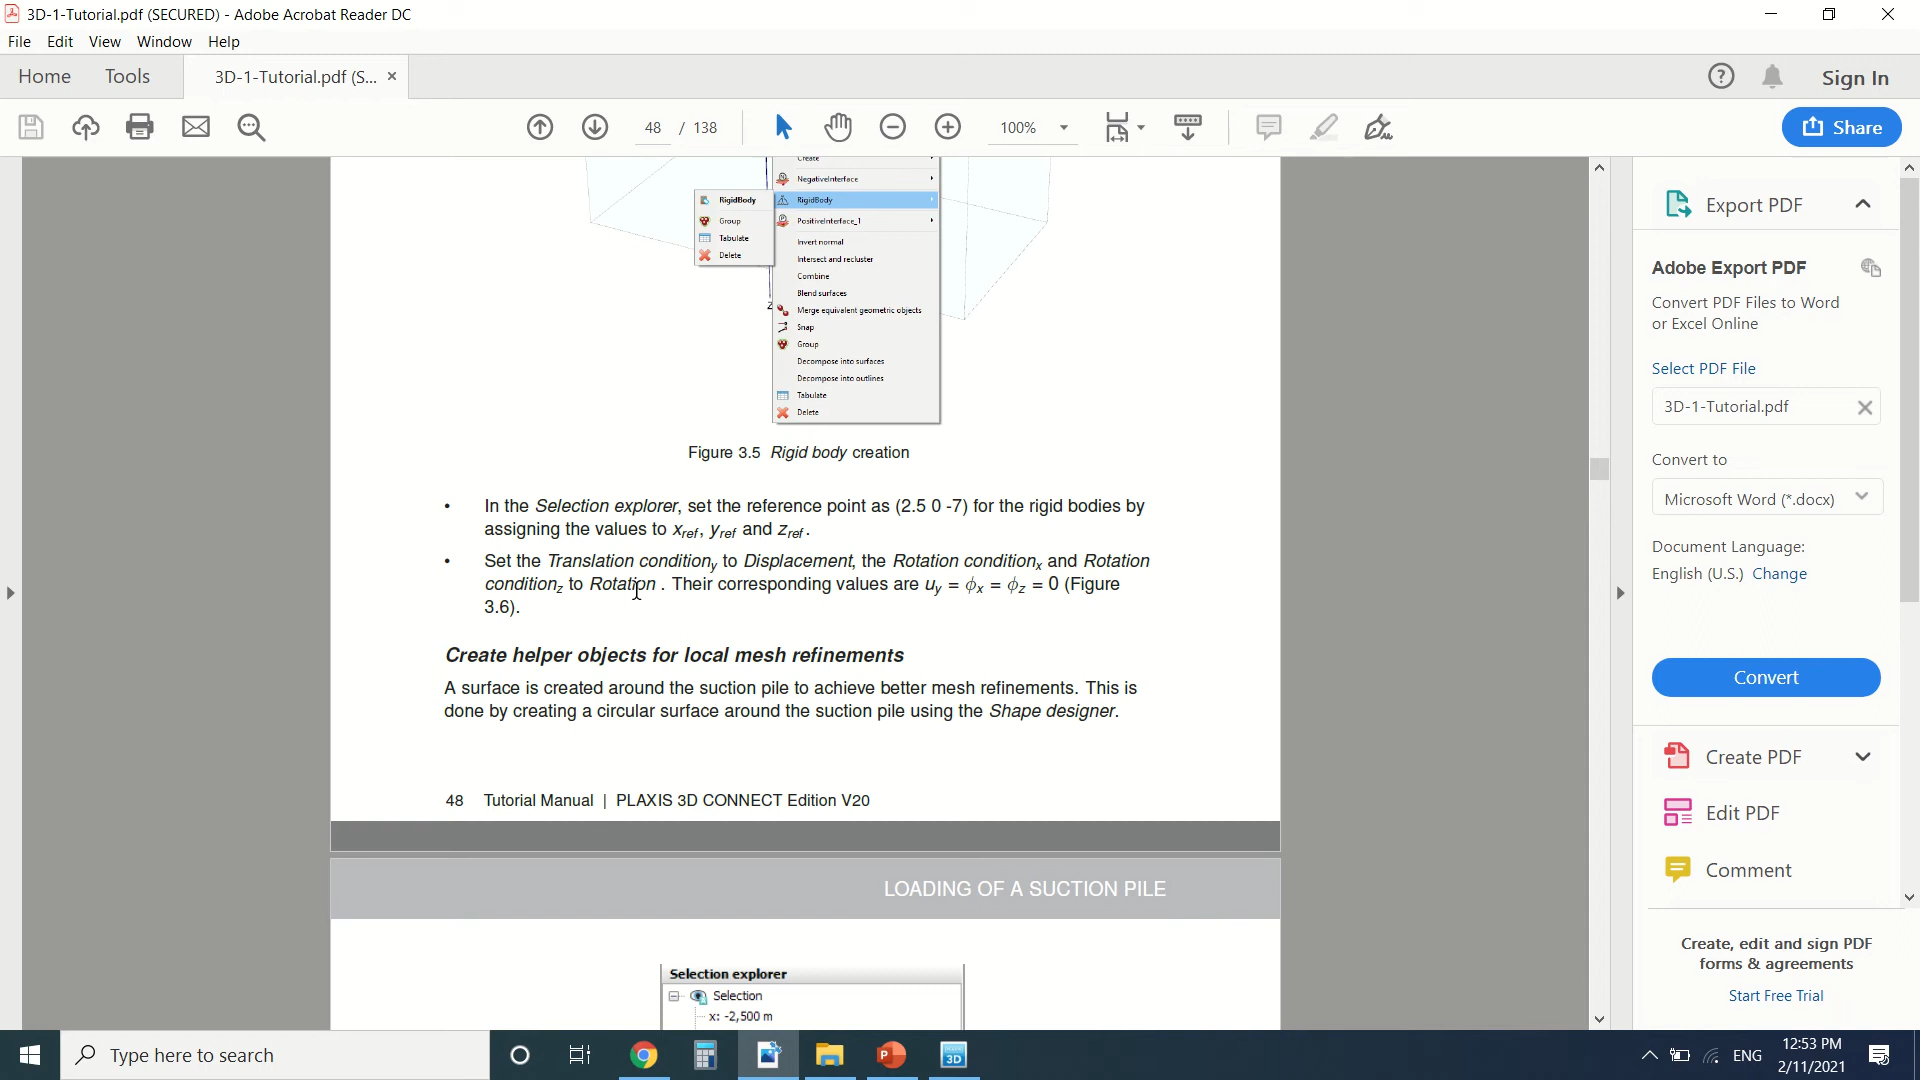 3D-1-Tutorial.pdf (SECURED) - Adobe Acrobat Reader DC
File Edit View Window Help
Home Tools 3D-1-Tutorial.pdf (S... × Sign In
48 / 138 100% Share
Create
NegativeInterface
RigidBody RigidBody
Group PositiveInterface_1
Tabulate Invert normal
Delete Intersect and recluster
Combine
Blend surfaces
z Merge equivalent geometric objects
Snap
Group
Decompose into surfaces
Decompose into outlines
Tabulate
Delete
Figure 3.5 Rigid body creation
• In the Selection explorer, set the reference point as (2.5 0 -7) for the rigid bodies by
assigning the values to xref, yref and zref.
• Set the Translation conditiony to Displacement, the Rotation conditionx and Rotation
conditionz to Rotation . Their corresponding values are uy = ϕx = ϕz = 0 (Figure
3.6).
Create helper objects for local mesh refinements
A surface is created around the suction pile to achieve better mesh refinements. This is
done by creating a circular surface around the suction pile using the Shape designer.
48 Tutorial Manual | PLAXIS 3D CONNECT Edition V20
LOADING OF A SUCTION PILE
Selection explorer
Selection
x: -2,500 m
Export PDF
Adobe Export PDF
Convert PDF Files to Word
or Excel Online
Select PDF File
3D-1-Tutorial.pdf
Convert to
Microsoft Word (*.docx)
Document Language:
English (U.S.) Change
Convert
Create PDF
Edit PDF
Comment
Create, edit and sign PDF
forms & agreements
Start Free Trial
Type here to search
3D
ENG
12:53 PM
2/11/2021